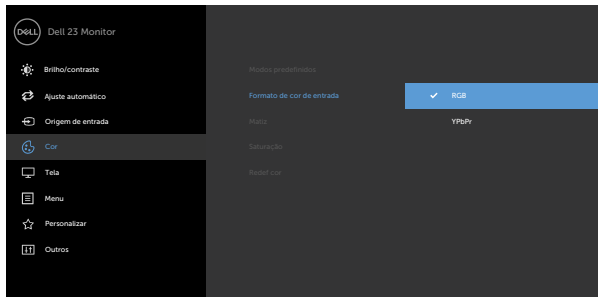 DELL
Dell 23 Monitor
Brilho/contraste
Ajuste automático
Origem de entrada
Cor
Tela
Menu
Personalizar
Outros
Modos predefinidos
Formato de cor de entrada
Matiz
Saturação
Redef cor
RGB
YPbPr